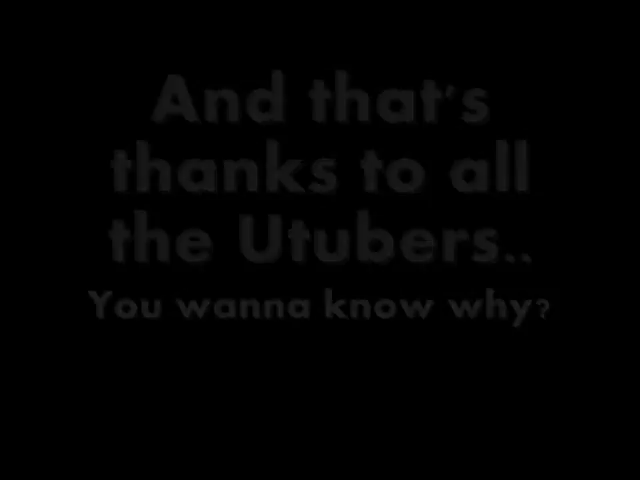 And that's
thanks to all
the Utubers..
You wanna know why?